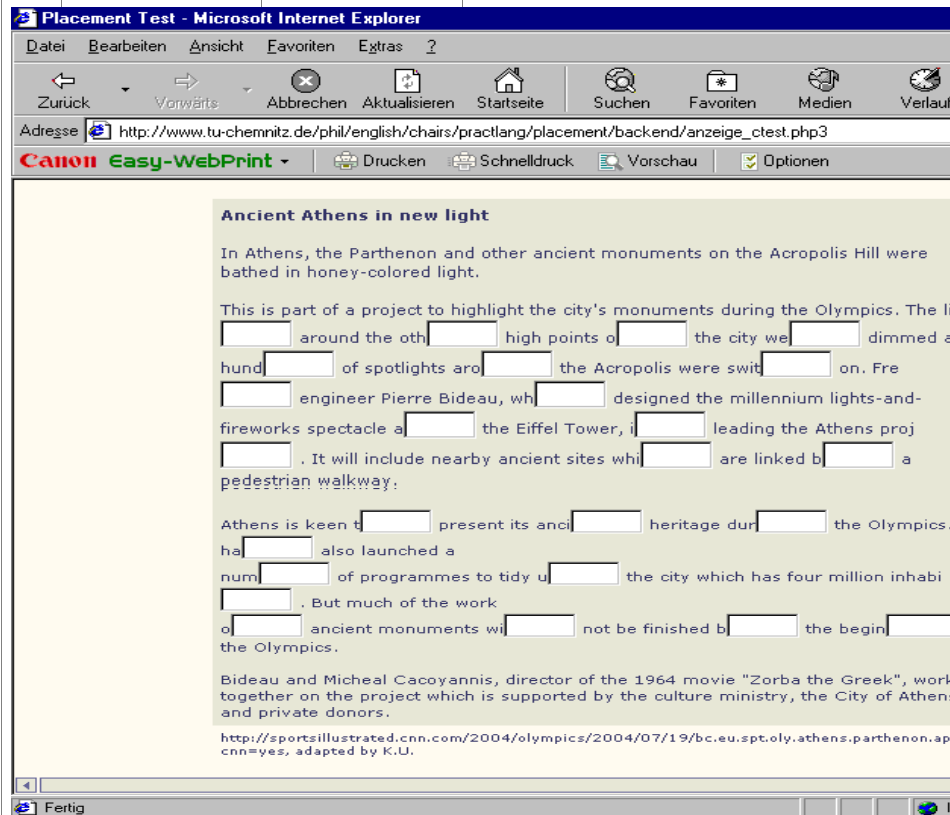 Placement Test - Microsoft Internet Explorer
Datei Bearbeiten Ansicht Favoriten Extras ?
Zurück Vorwärts Abbrechen Aktualisieren Startseite Suchen Favoriten Medien Verlauf
Adresse http://www.tu-chemnitz.de/phil/english/chairs/practlang/placement/backend/anzeige_ctest.php3
Canon Easy-WebPrint Drucken Schnelldruck Vorschau Optionen
Ancient Athens in new light
In Athens, the Parthenon and other ancient monuments on the Acropolis Hill were
bathed in honey-colored light.
This is part of a project to highlight the city's monuments during the Olympics. The li
around the oth high points o the city we dimmed a
hund of spotlights aro the Acropolis were swit on. Fre
engineer Pierre Bideau, wh designed the millennium lights-and-
fireworks spectacle a the Eiffel Tower, i leading the Athens proj
. It will include nearby ancient sites whi are linked b a
pedestrian walkway.
Athens is keen t present its anci heritage dur the Olympics.
ha also launched a
num of programmes to tidy u the city which has four million inhabi
. But much of the work
o ancient monuments wi not be finished b the begin
the Olympics.
Bideau and Micheal Cacoyannis, director of the 1964 movie "Zorba the Greek", work
together on the project which is supported by the culture ministry, the City of Athens
and private donors.
http://sportsillustrated.cnn.com/2004/olympics/2004/07/19/bc.eu.spt.oly.athens.parthenon.ap
cnn=yes, adapted by K.U.
Fertig